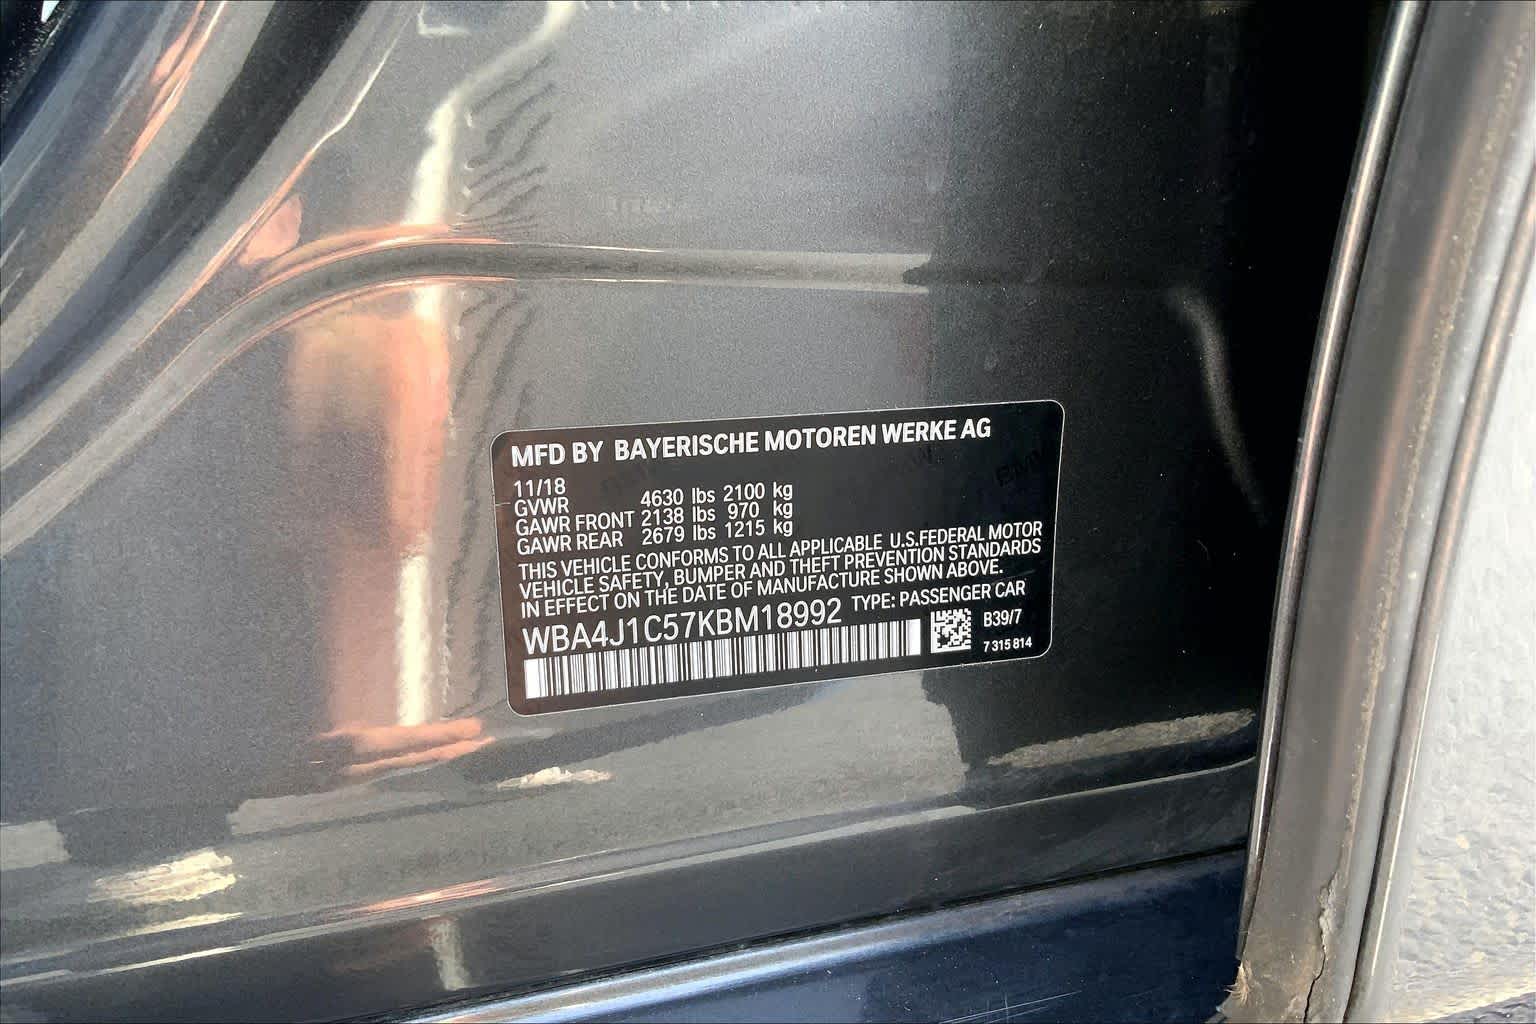 MFD BY BAYERISCHE MOTOREN WERKE AG
11/18
GVWR 4630 lbs 2100 kg
GAWR FRONT 2138 lbs 970 kg
GAWR REAR 2679 lbs 1215 kg
THIS VEHICLE CONFORMS TO ALL APPLICABLE U.S.FEDERAL MOTOR
VEHICLE SAFETY, BUMPER AND THEFT PREVENTION STANDARDS
IN EFFECT ON THE DATE OF MANUFACTURE SHOWN ABOVE.
WBA4J1C57KBM18992 TYPE: PASSENGER CAR
B39/7
7 315 814